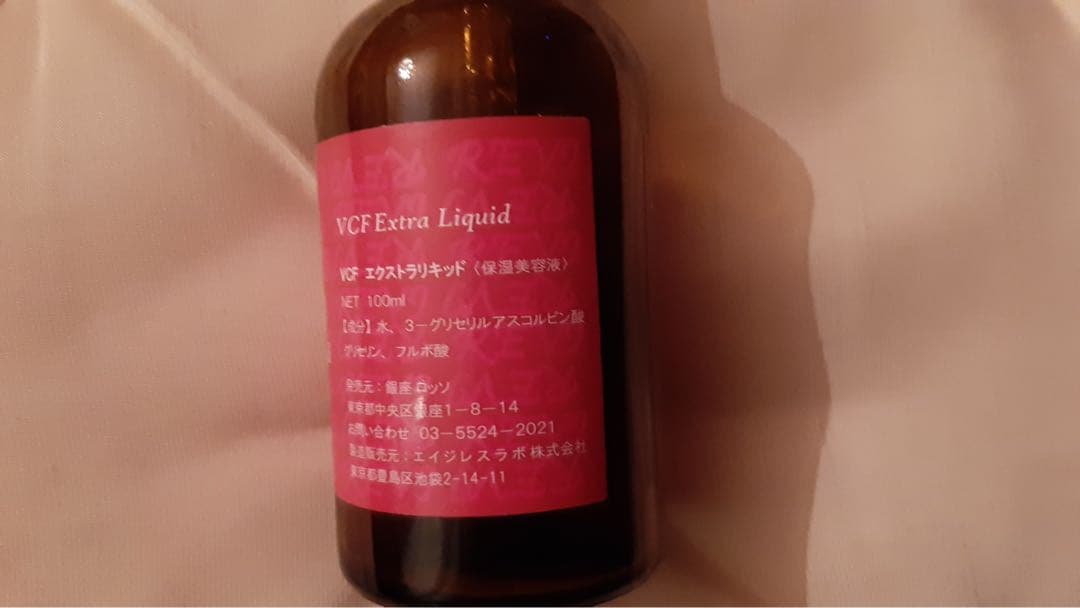 VCF Extra Liquid
VCF エクストラリキッド〈保湿美容液〉
NET 100ml
【成分】水、3－グリセリルアスコルビン酸
グリセリン、フルボ酸
発売元：銀座ロッソ
東京都中央区銀座1－8－14
お問い合わせ 03－5524－2021
製造販売元：エイジレスラボ株式会社
東京都豊島区池袋2-14-11